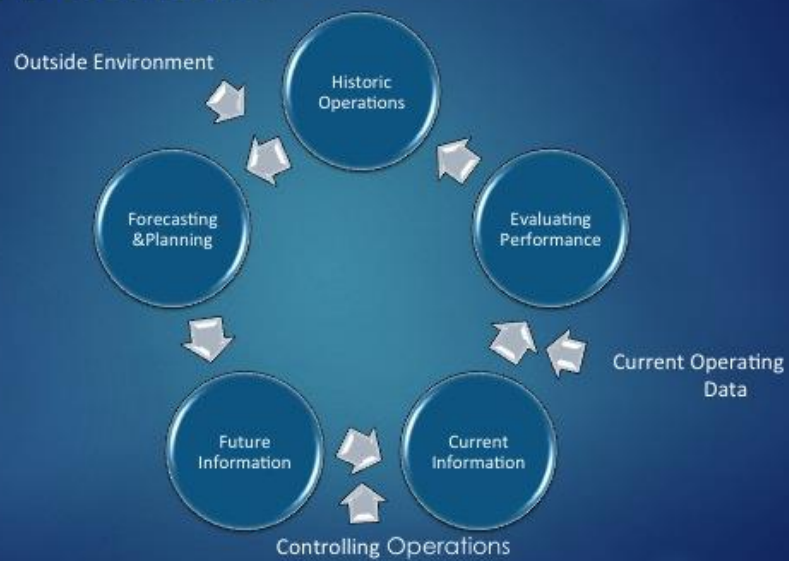 Outside Environment
Historic
Operations
Forecasting
&Planning
Evaluating
Performance
Current Operating
Data
Future
Information
Current
Information
Controlling Operations